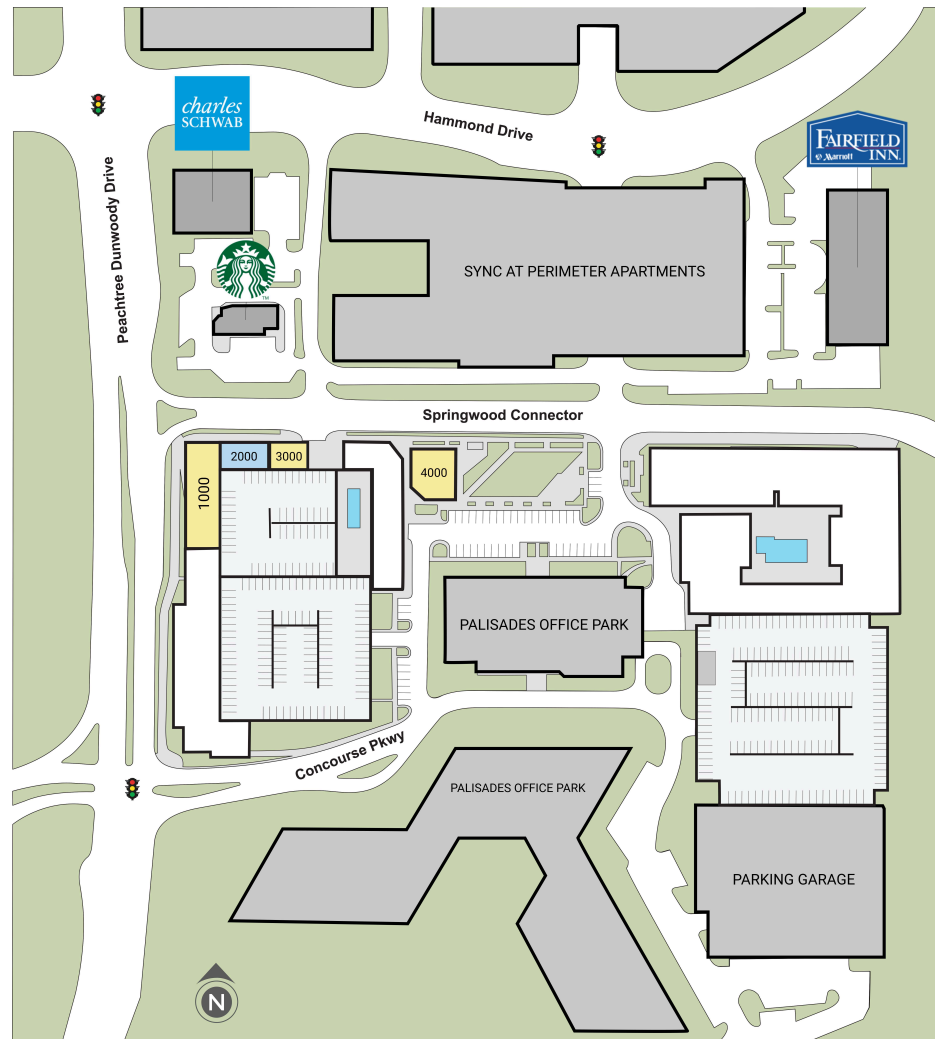 charles
SCHWAB
Hammond Drive
FAIRFIELD
INN
Marriott
Peachtree Dunwoody Drive
TM
SYNC AT PERIMETER APARTMENTS
Springwood Connector
1000
2000
3000
4000
PALISADES OFFICE PARK
Concourse Pkwy
PALISADES OFFICE PARK
PARKING GARAGE
N